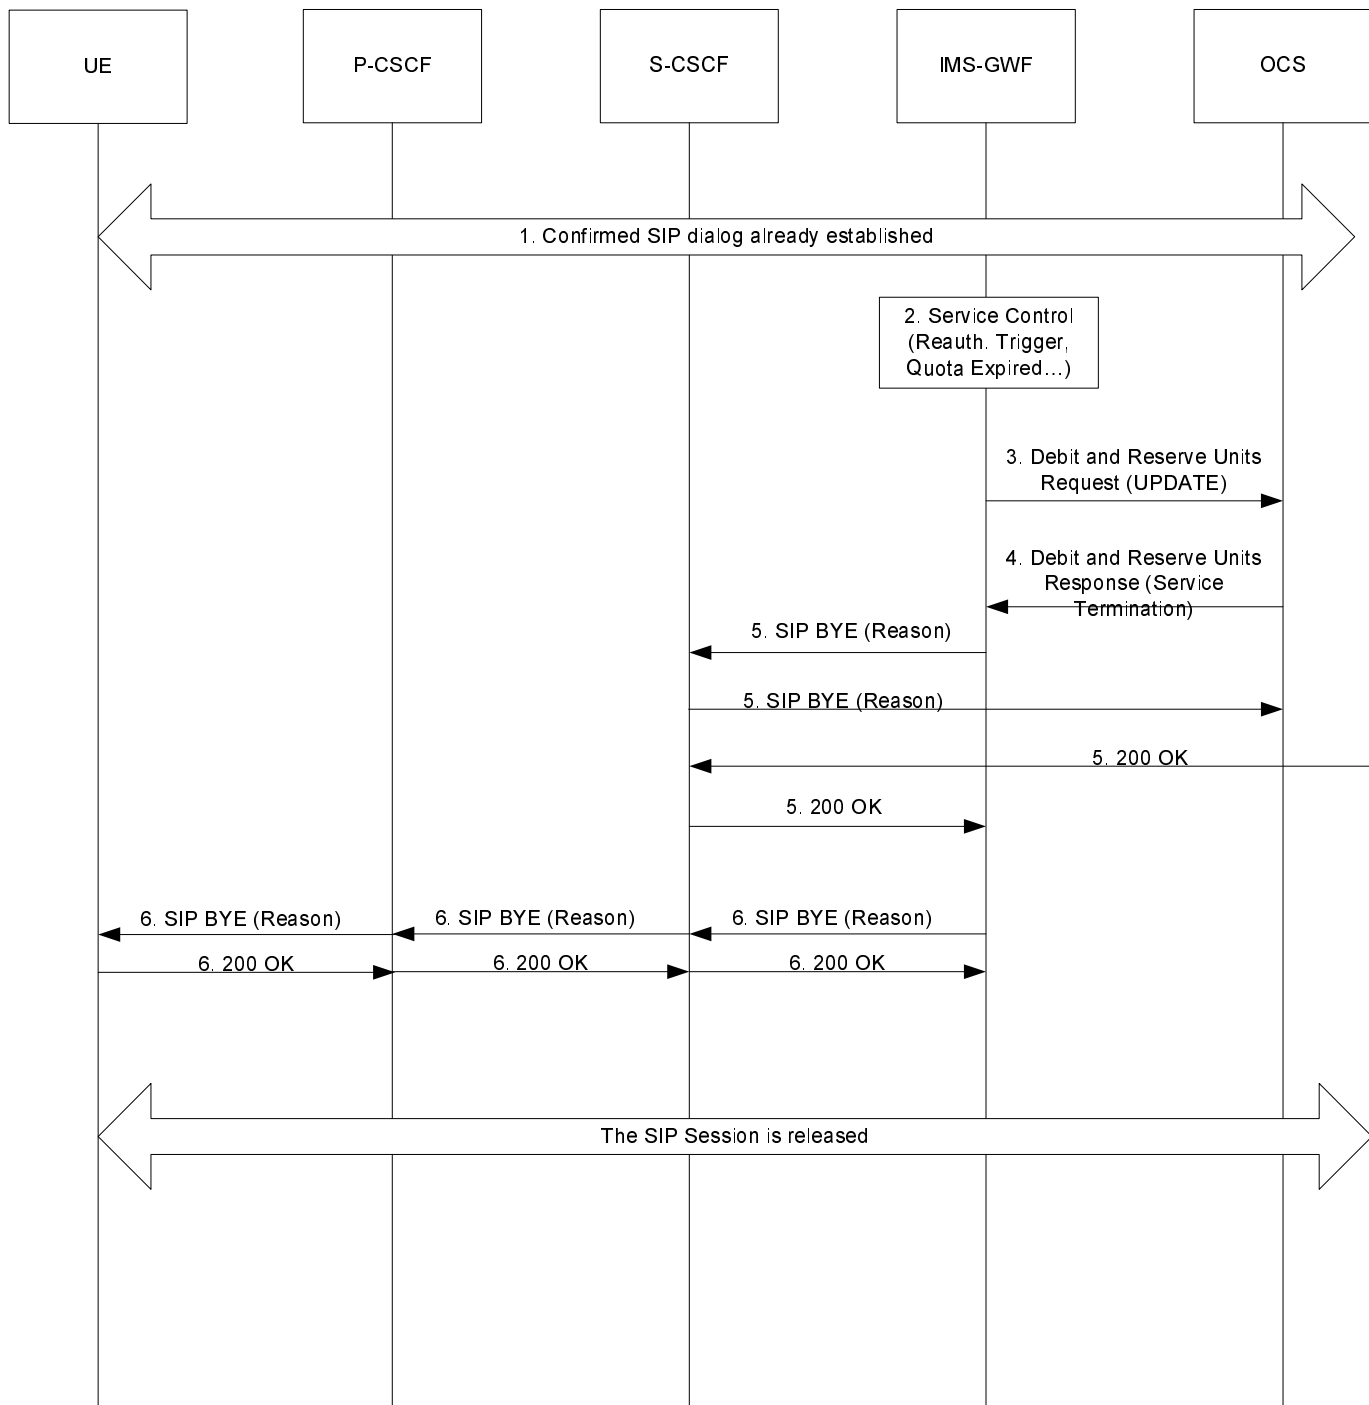 UE
P-CSCF
S-CSCF
IMS-GWF
OCS
1. Confirmed SIP dialog already established
2. Service Control
(Reauth. Trigger,
Quota Expired...)
3. Debit and Reserve Units
Request (UPDATE)
4. Debit and Reserve Units
Response (Service
Termination)
5. SIP BYE (Reason)
5. SIP BYE (Reason)
5. 200 OK
5. 200 OK
6. SIP BYE (Reason)
6. SIP BYE (Reason)
6. SIP BYE (Reason)
6. 200 OK
6. 200 OK
6. 200 OK
The SIP Session is released